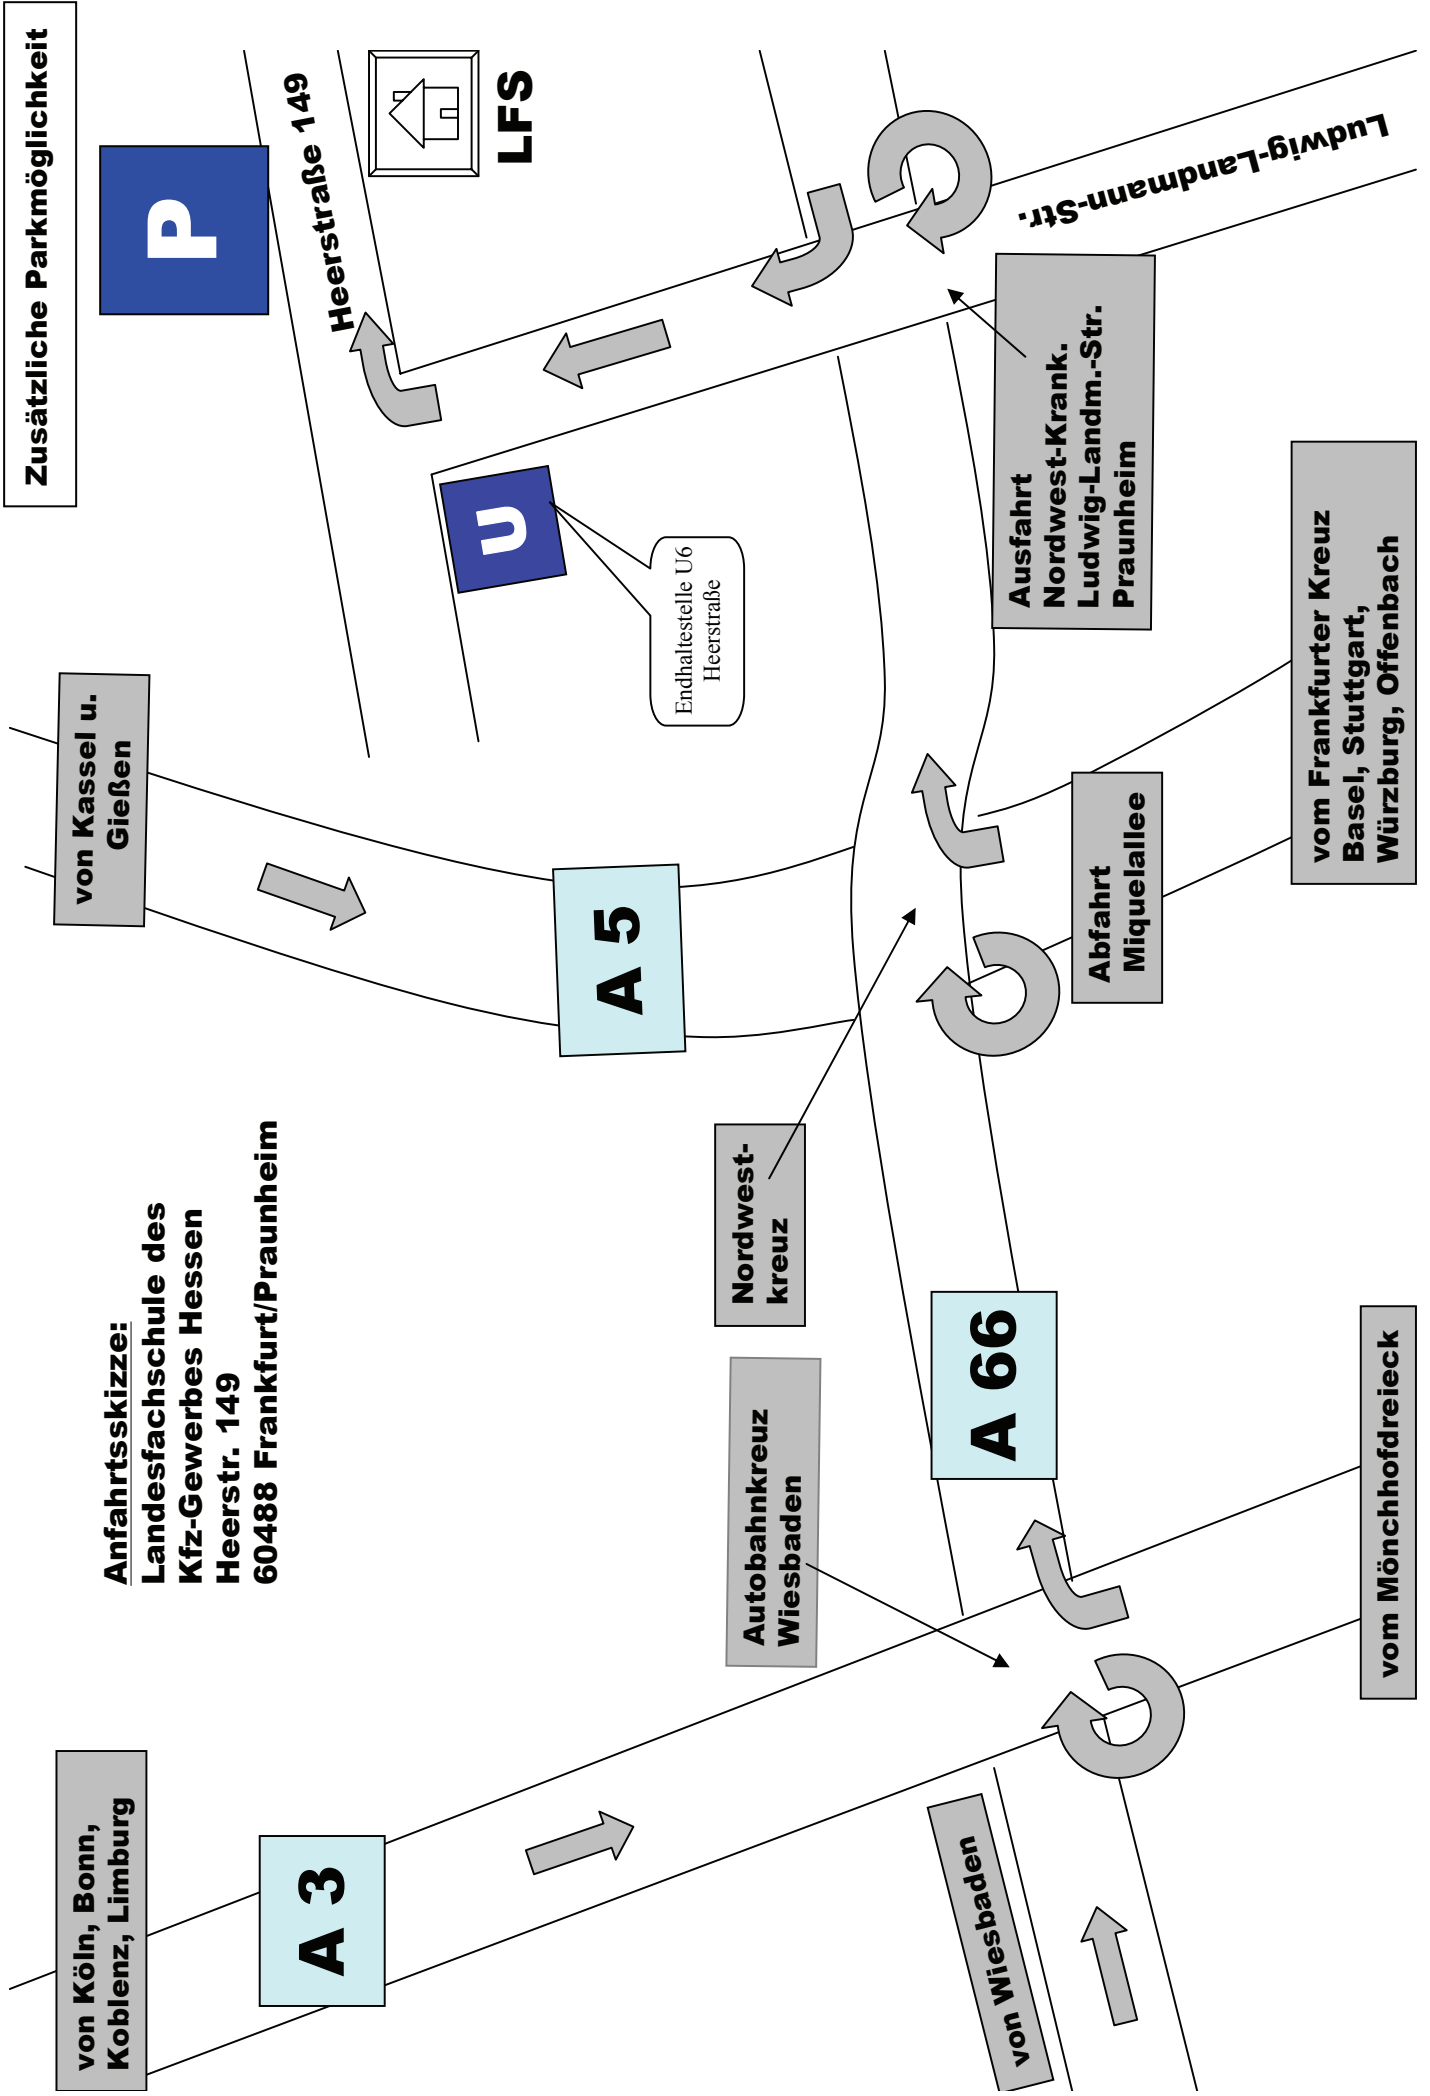 Anfahrtsskizze:
Landesfachschule des
Kfz-Gewerbes Hessen
Heerstr. 149
60488 Frankfurt/Praunheim
von Köln, Bonn,
Koblenz, Limburg
A 3
von Wiesbaden
Autobahnkreuz
Wiesbaden
vom Mönchhofdreieck
A 66
Nordwest-
kreuz
von Kassel u.
Gießen
A 5
Abfahrt
Miquelallee
vom Frankfurter Kreuz
Basel, Stuttgart,
Würzburg, Offenbach
Endhaltestelle U6
Heerstraße
U
Ausfahrt
Nordwest-Krank.
Ludwig-Landm.-Str.
Praunheim
Ludwig-Landmann-Str.
Heerstraße 149
LFS
P
Zusätzliche Parkmöglichkeit